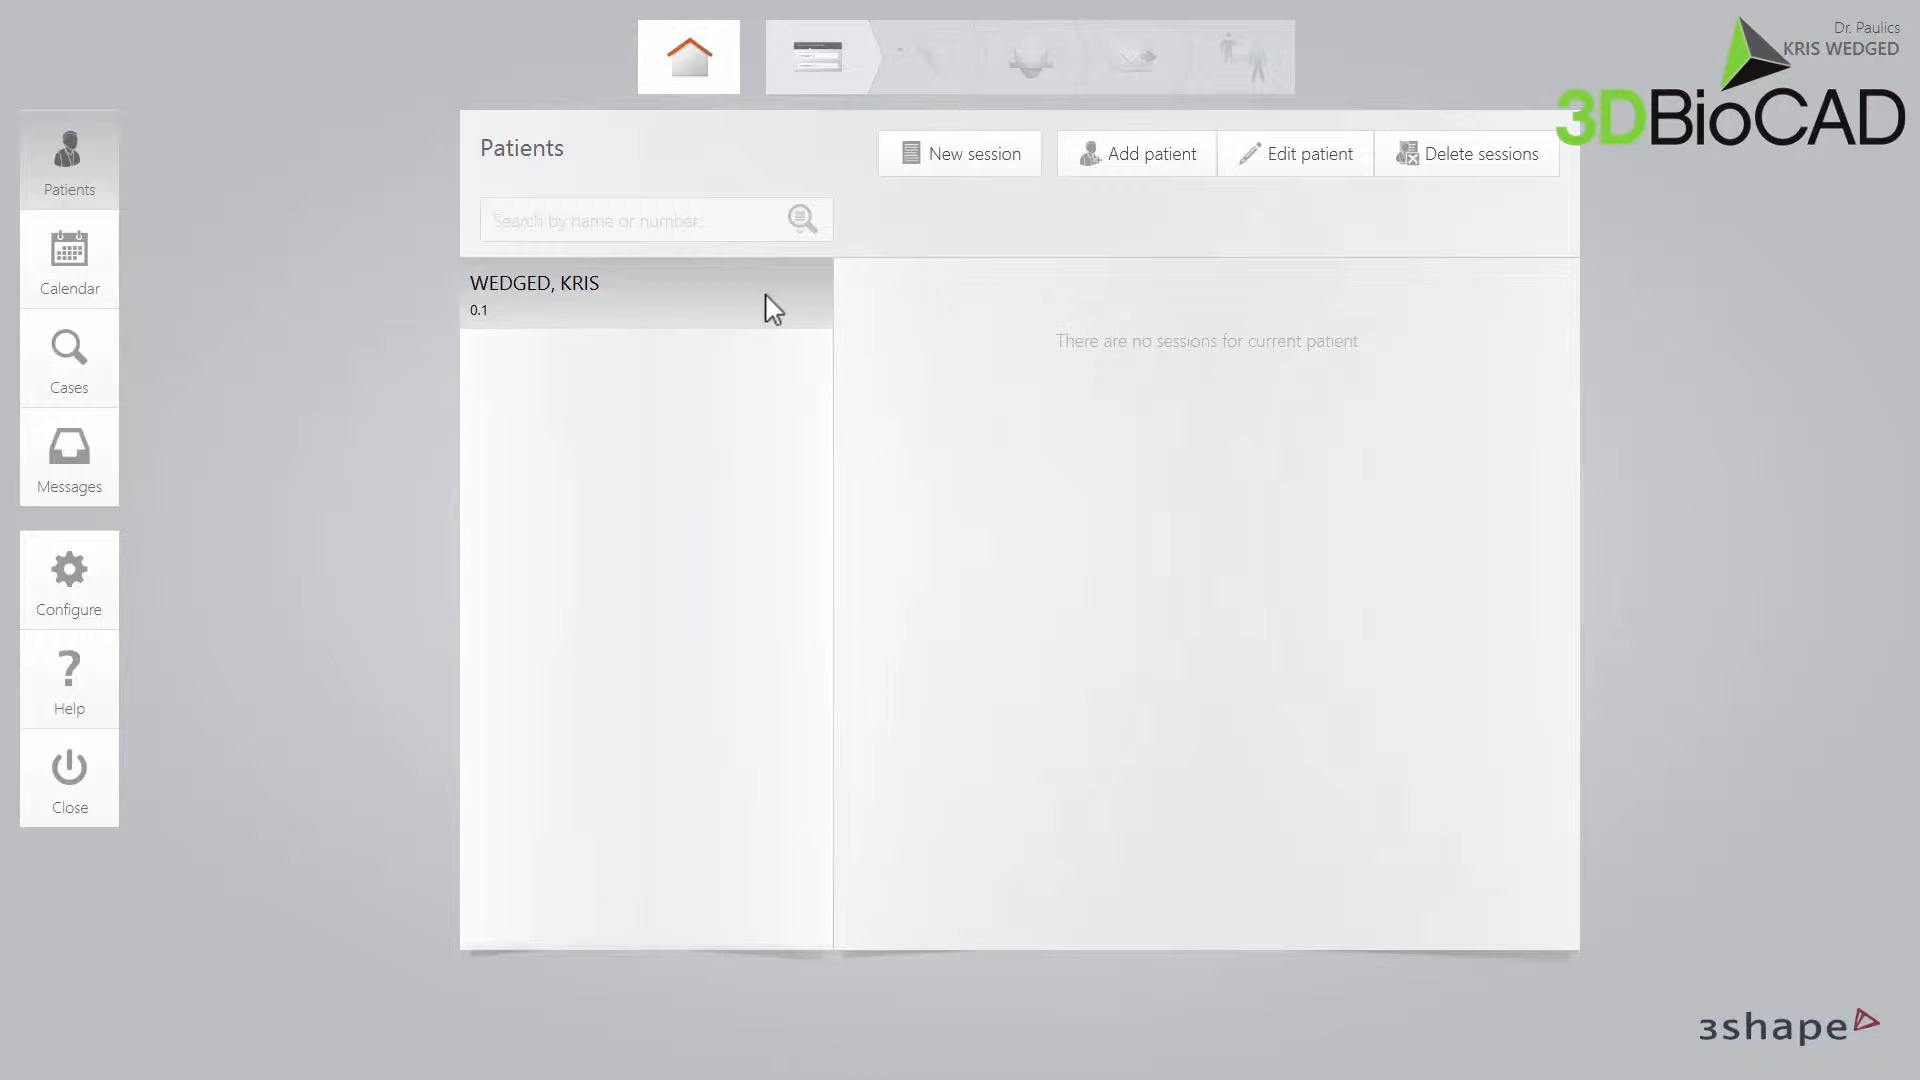 Dr. Paulics
KRIS WEDGED
3DBioCAD
Patients
Calendar
Cases
Messages
Configure
?
Help
Close
Patients
New session
Add patient
Edit patient
Delete sessions
Search by name or number...
WEDGED, KRIS
0.1
There are no sessions for current patient
3shape